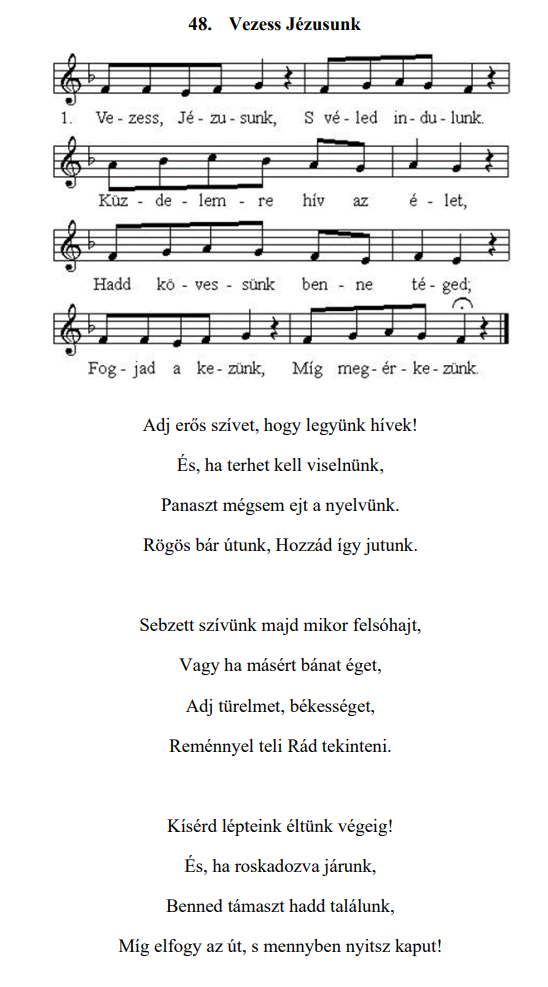 48. Vezess Jézusunk
1. Ve - zess, Jé - zu - sunk, S vé - led in - du - lunk.
Küz - de - lem - re hív az é - let,
Hadd kö - ves - sünk ben - ne té - ged;
Fog - jad a ke - zünk, Míg meg - ér - ke - zünk.
Adj erős szívet, hogy legyünk hívek!
És, ha terhet kell viselnünk,
Panaszt mégsem ejt a nyelvünk.
Rögös bár útunk, Hozzád így jutunk.
Sebzett szívünk majd mikor felsóhajt,
Vagy ha másért bánat éget,
Adj türelmet, békességet,
Reménnyel teli Rád tekinteni.
Kísérd lépteink éltünk végeig!
És, ha roskadozva járunk,
Benned támaszt hadd találunk,
Míg elfogy az út, s mennyben nyitsz kaput!